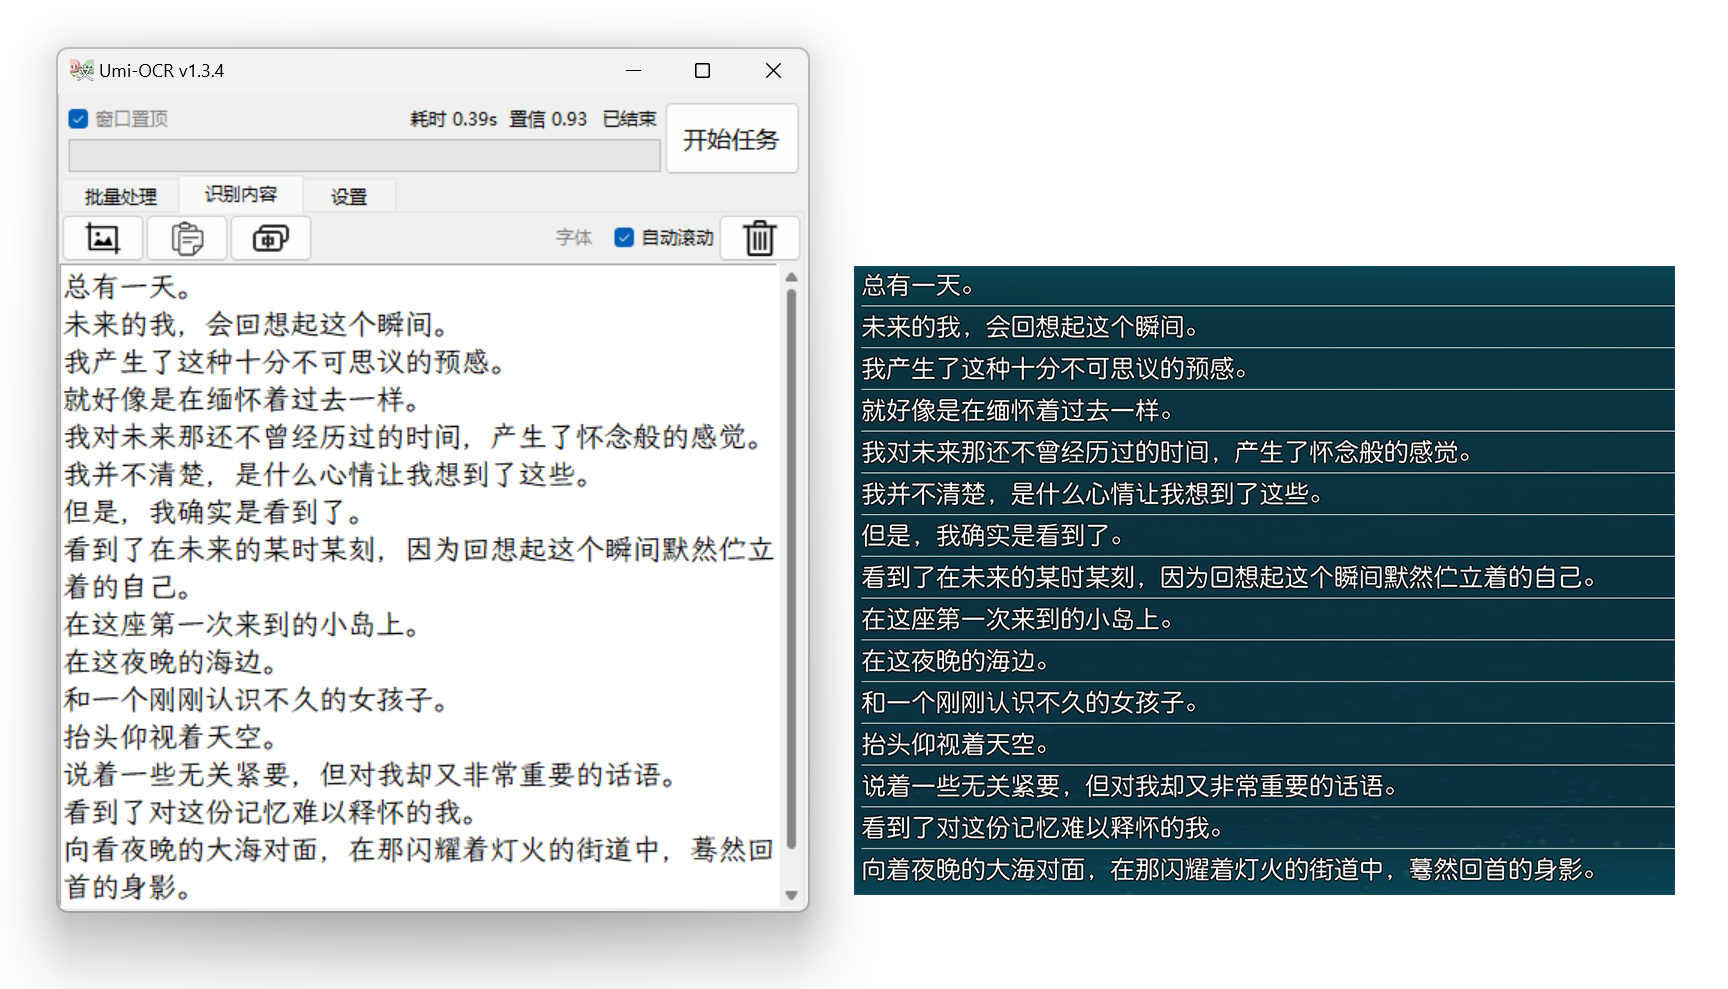 Umi-OCR v1.3.4
窗口置顶
耗时 0.39s 置信 0.93 已结束
开始任务
批量处理
识别内容
设置
字体
自动滚动
总有一天。
未来的我，会回想起这个瞬间。
我产生了这种十分不可思议的预感。
就好像是在缅怀着过去一样。
我对未来那还不曾经历过的时间，产生了怀念般的感觉。
我并不清楚，是什么心情让我想到了这些。
但是，我确实是看到了。
看到了在未来的某时某刻，因为回想起这个瞬间默然伫立
着的自己。
在这座第一次来到的小岛上。
在这夜晚的海边。
和一个刚刚认识不久的女孩子。
抬头仰视着天空。
说着一些无关紧要，但对我却又非常重要的话语。
看到了对这份记忆难以释怀的我。
向看夜晚的大海对面，在那闪耀着灯火的街道中，蓦然回
首的身影。
总有一天。
未来的我，会回想起这个瞬间。
我产生了这种十分不可思议的预感。
就好像是在缅怀着过去一样。
我对未来那还不曾经历过的时间，产生了怀念般的感觉。
我并不清楚，是什么心情让我想到了这些。
但是，我确实是看到了。
看到了在未来的某时某刻，因为回想起这个瞬间默然伫立着的自己。
在这座第一次来到的小岛上。
在这夜晚的海边。
和一个刚刚认识不久的女孩子。
抬头仰视着天空。
说着一些无关紧要，但对我却又非常重要的话语。
看到了对这份记忆难以释怀的我。
向着夜晚的大海对面，在那闪耀着灯火的街道中，蓦然回首的身影。